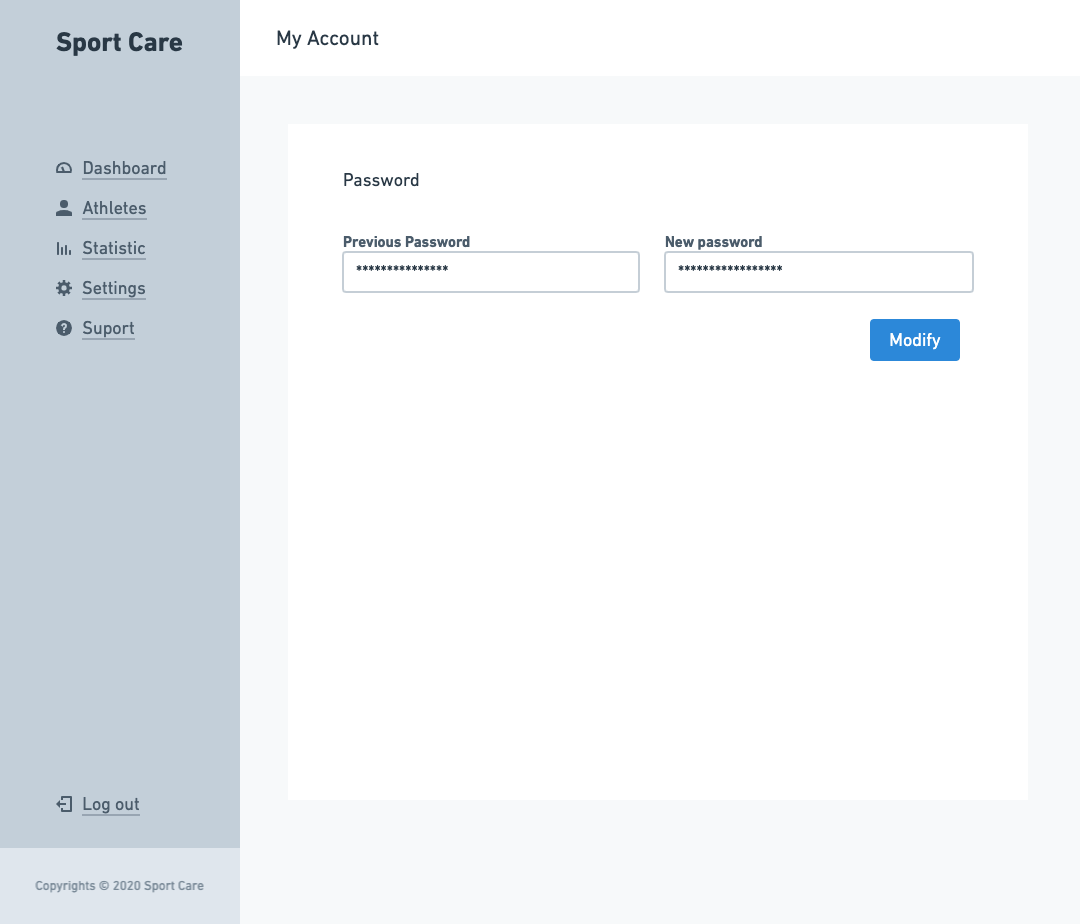 Sport Care
My Account
Dashboard
Athletes
Statistic
Settings
Suport
Password
Previous Password
New password
***************
*****************
Modify
Log out
Copyrights © 2020 Sport Care